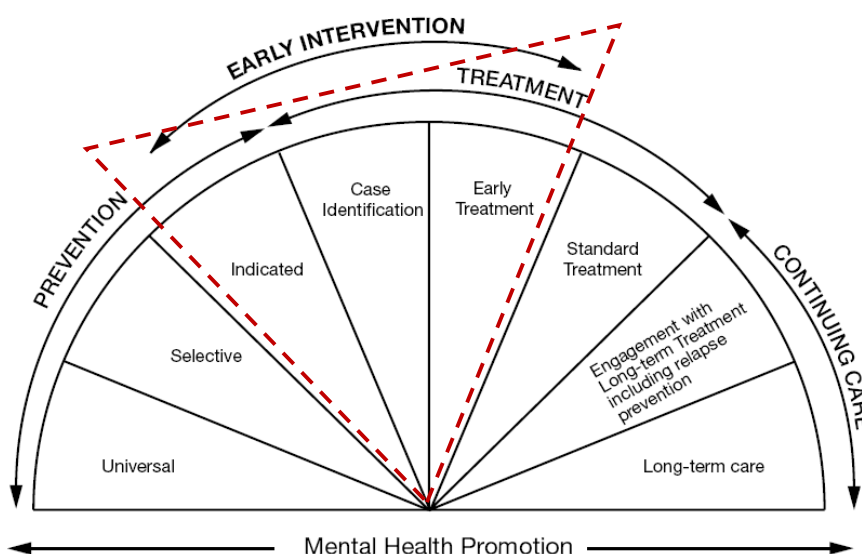 EARLY INTERVENTION
TREATMENT
PREVENTION
CONTINUING CARE
Case
Identification
Early
Treatment
Indicated
Standard
Treatment
Selective
Engagement with
Long-term Treatment
including relapse
prevention
Universal
Long-term care
Mental Health Promotion